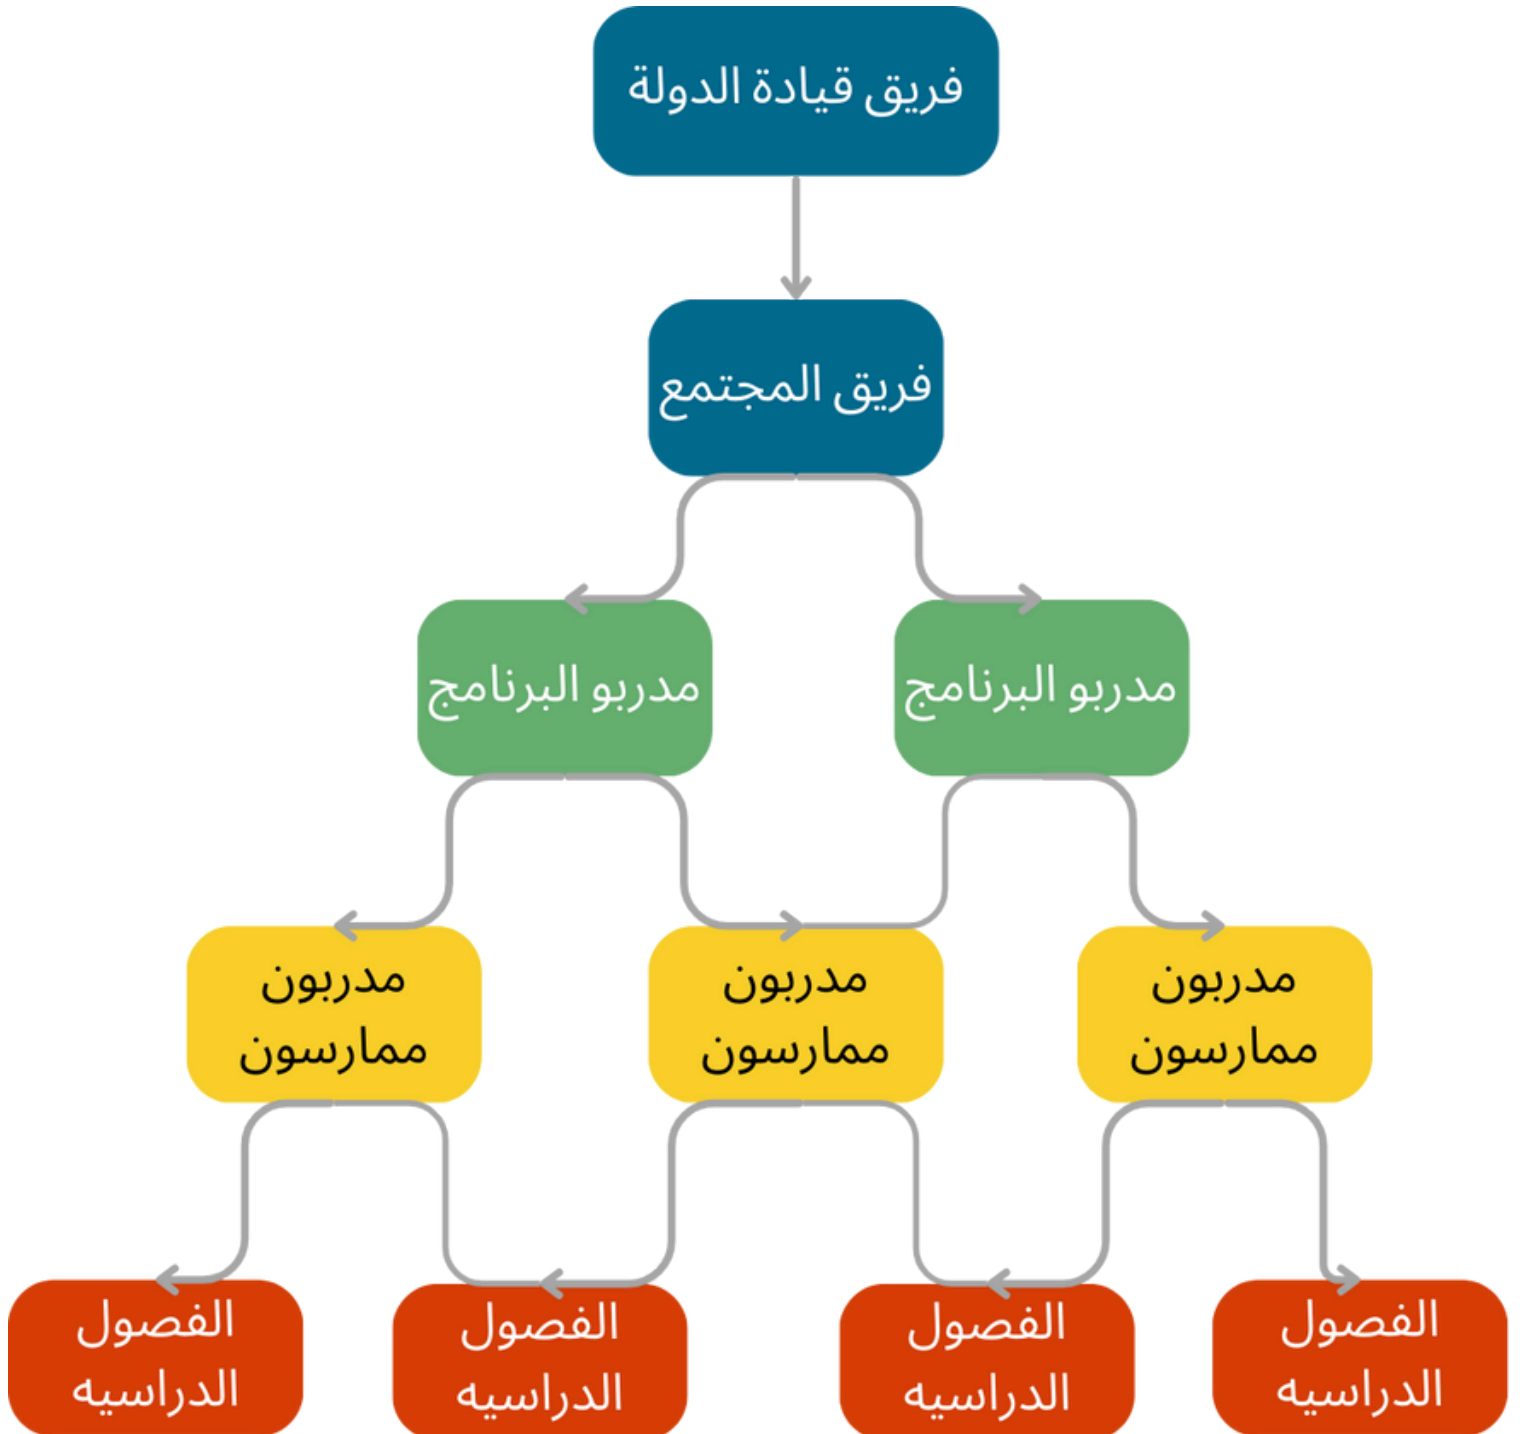 فريق قيادة الدولة
فريق المجتمع
مدربو البرنامج
مدربو البرنامج
مدربون
ممارسون
مدربون
ممارسون
مدربون
ممارسون
الفصول
الدراسيه
الفصول
الدراسيه
الفصول
الدراسيه
الفصول
الدراسيه